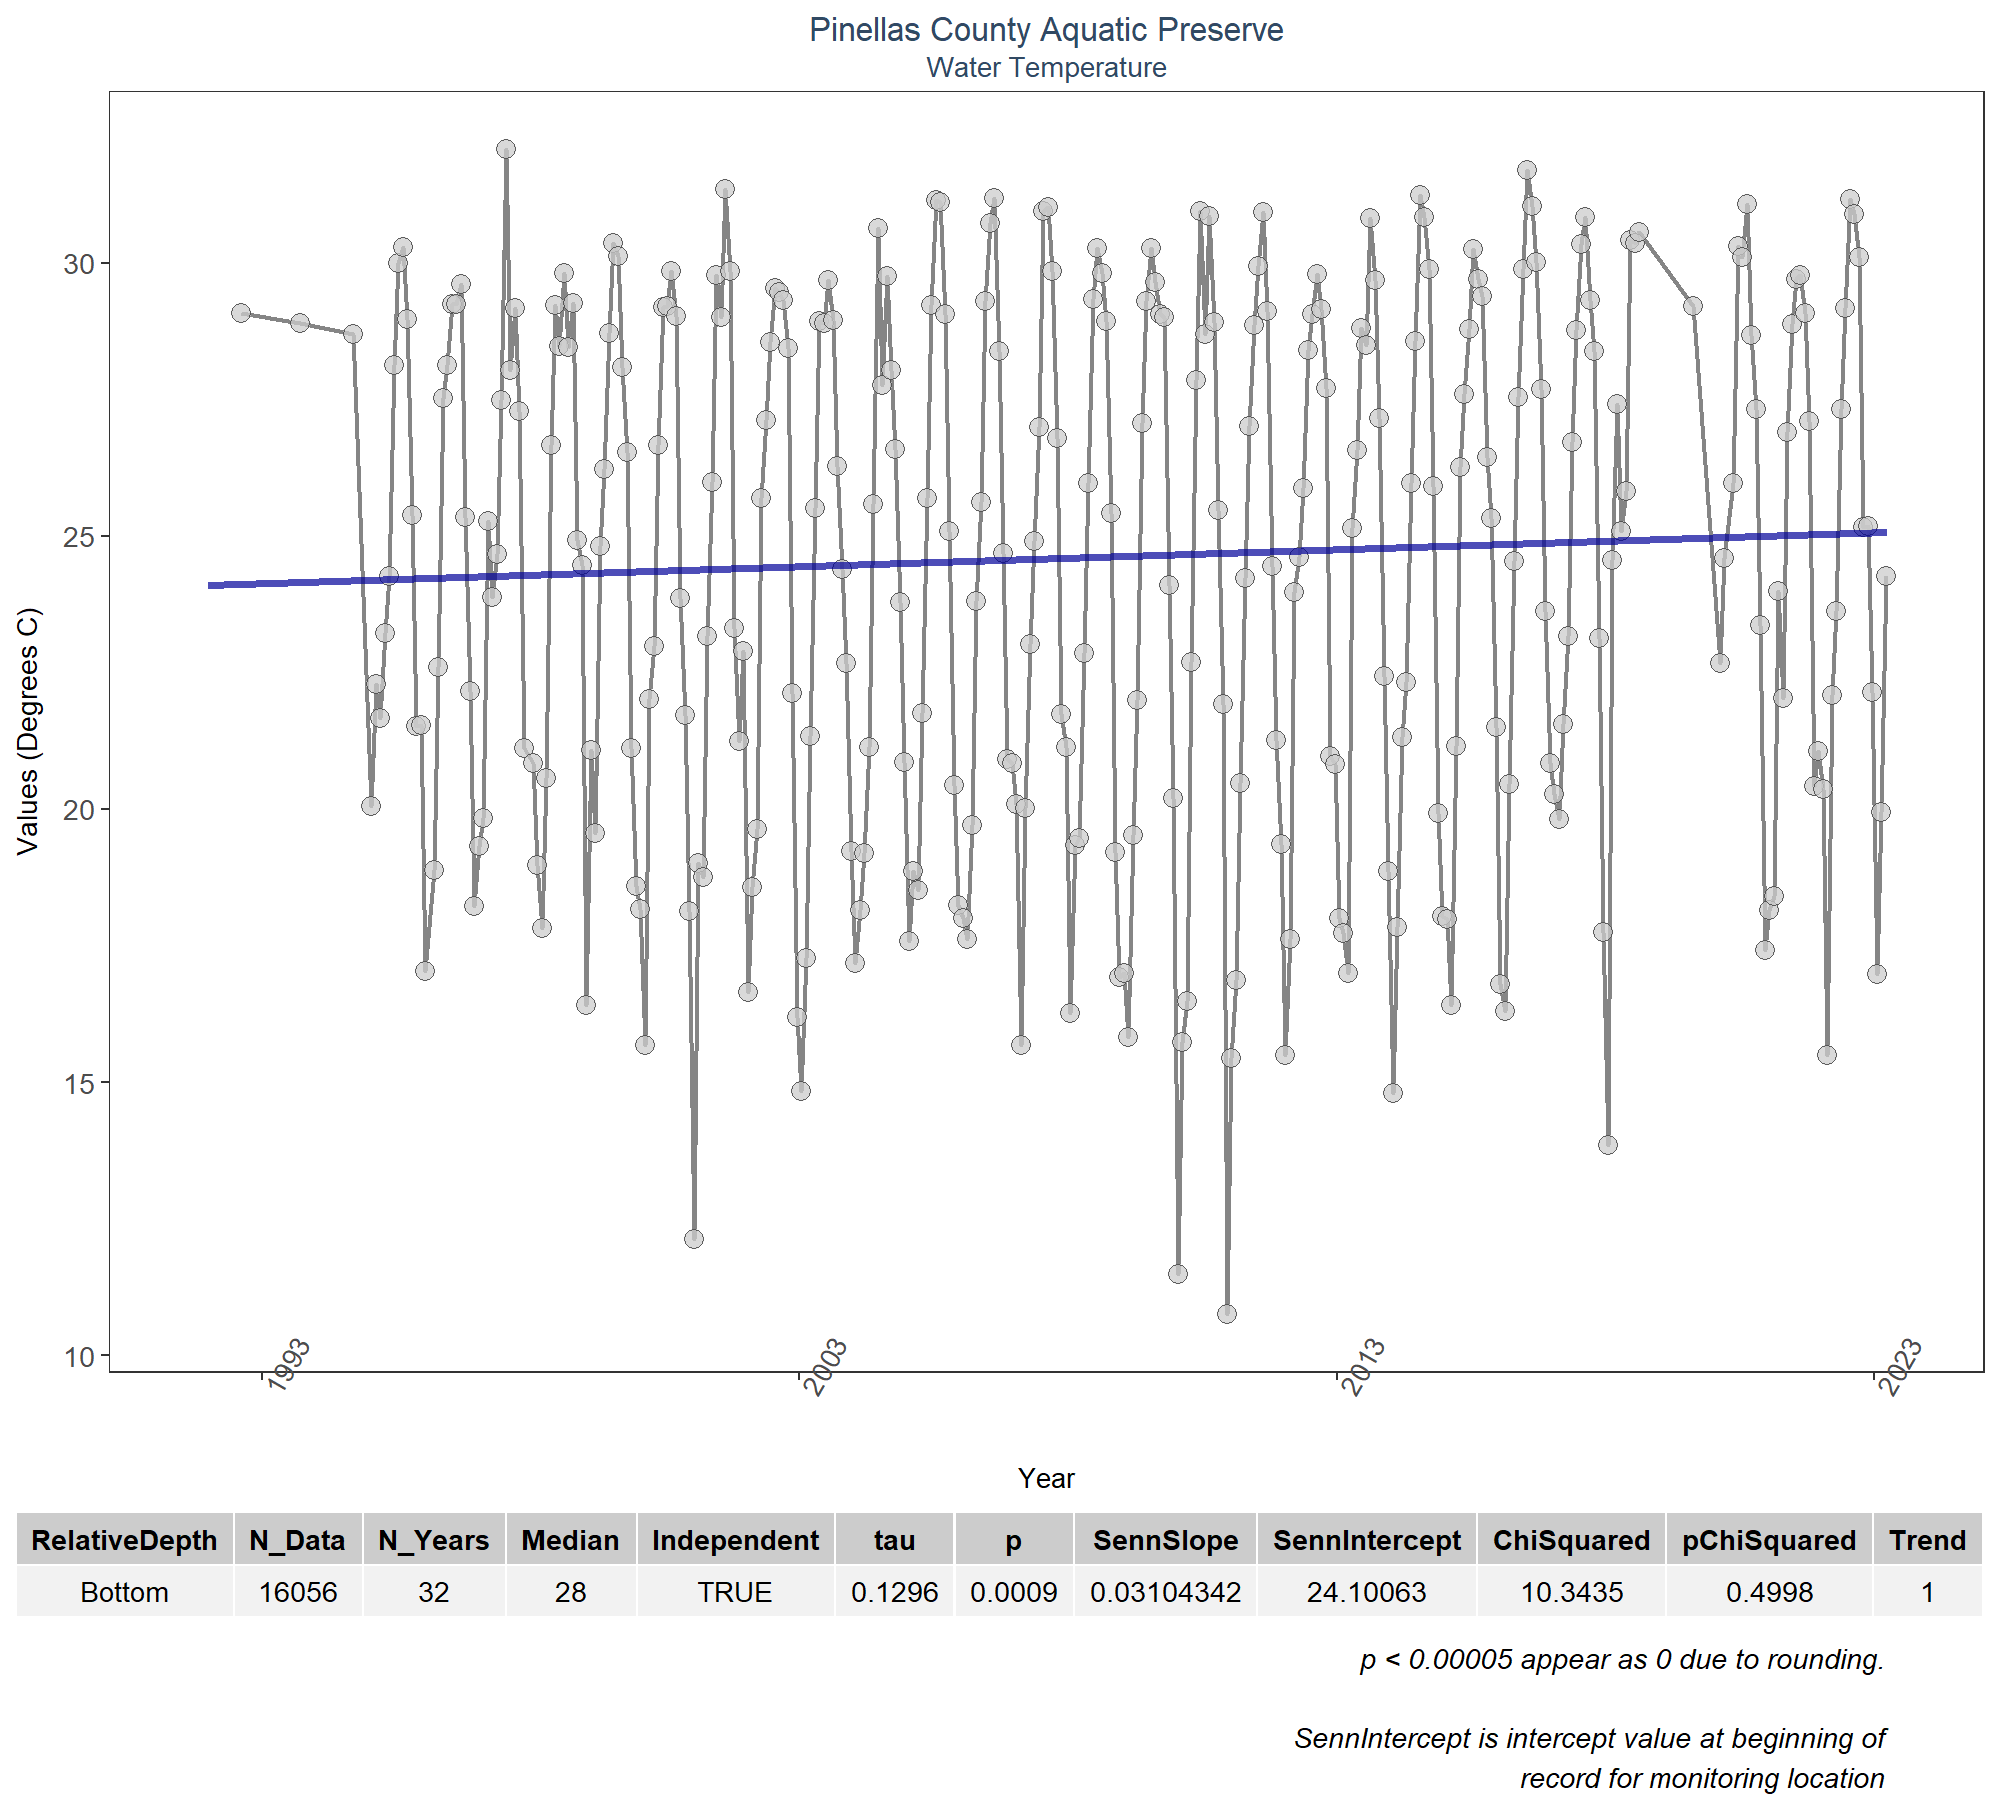 Pinellas County Aquatic Preserve
Water Temperature
Values (Degrees C)
30
25
20
15
10
1993
2003
2013
2023
Year
RelativeDepth N_Data N_Years Median Independent tau p SennSlope SennIntercept ChiSquared pChiSquared Trend
Bottom 16056 32 28 TRUE 0.1296 0.0009 0.03104342 24.10063 10.3435 0.4998 1
p < 0.00005 appear as 0 due to rounding.
SennIntercept is intercept value at beginning of
record for monitoring location